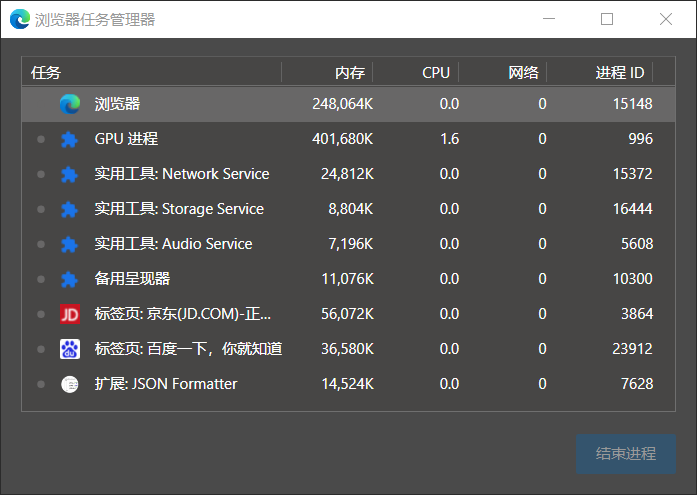 浏览器任务管理器
任务 内存 CPU 网络 进程 ID
浏览器 248,064K 0.0 0 15148
GPU 进程 401,680K 1.6 0 996
实用工具: Network Service 24,812K 0.0 0 15372
实用工具: Storage Service 8,804K 0.0 0 16444
实用工具: Audio Service 7,196K 0.0 0 5608
备用呈现器 11,076K 0.0 0 10300
JD 标签页: 京东(JD.COM)-正... 56,072K 0.0 0 3864
du 标签页: 百度一下，你就知道 36,580K 0.0 0 23912
扩展: JSON Formatter 14,524K 0.0 0 7628
结束进程